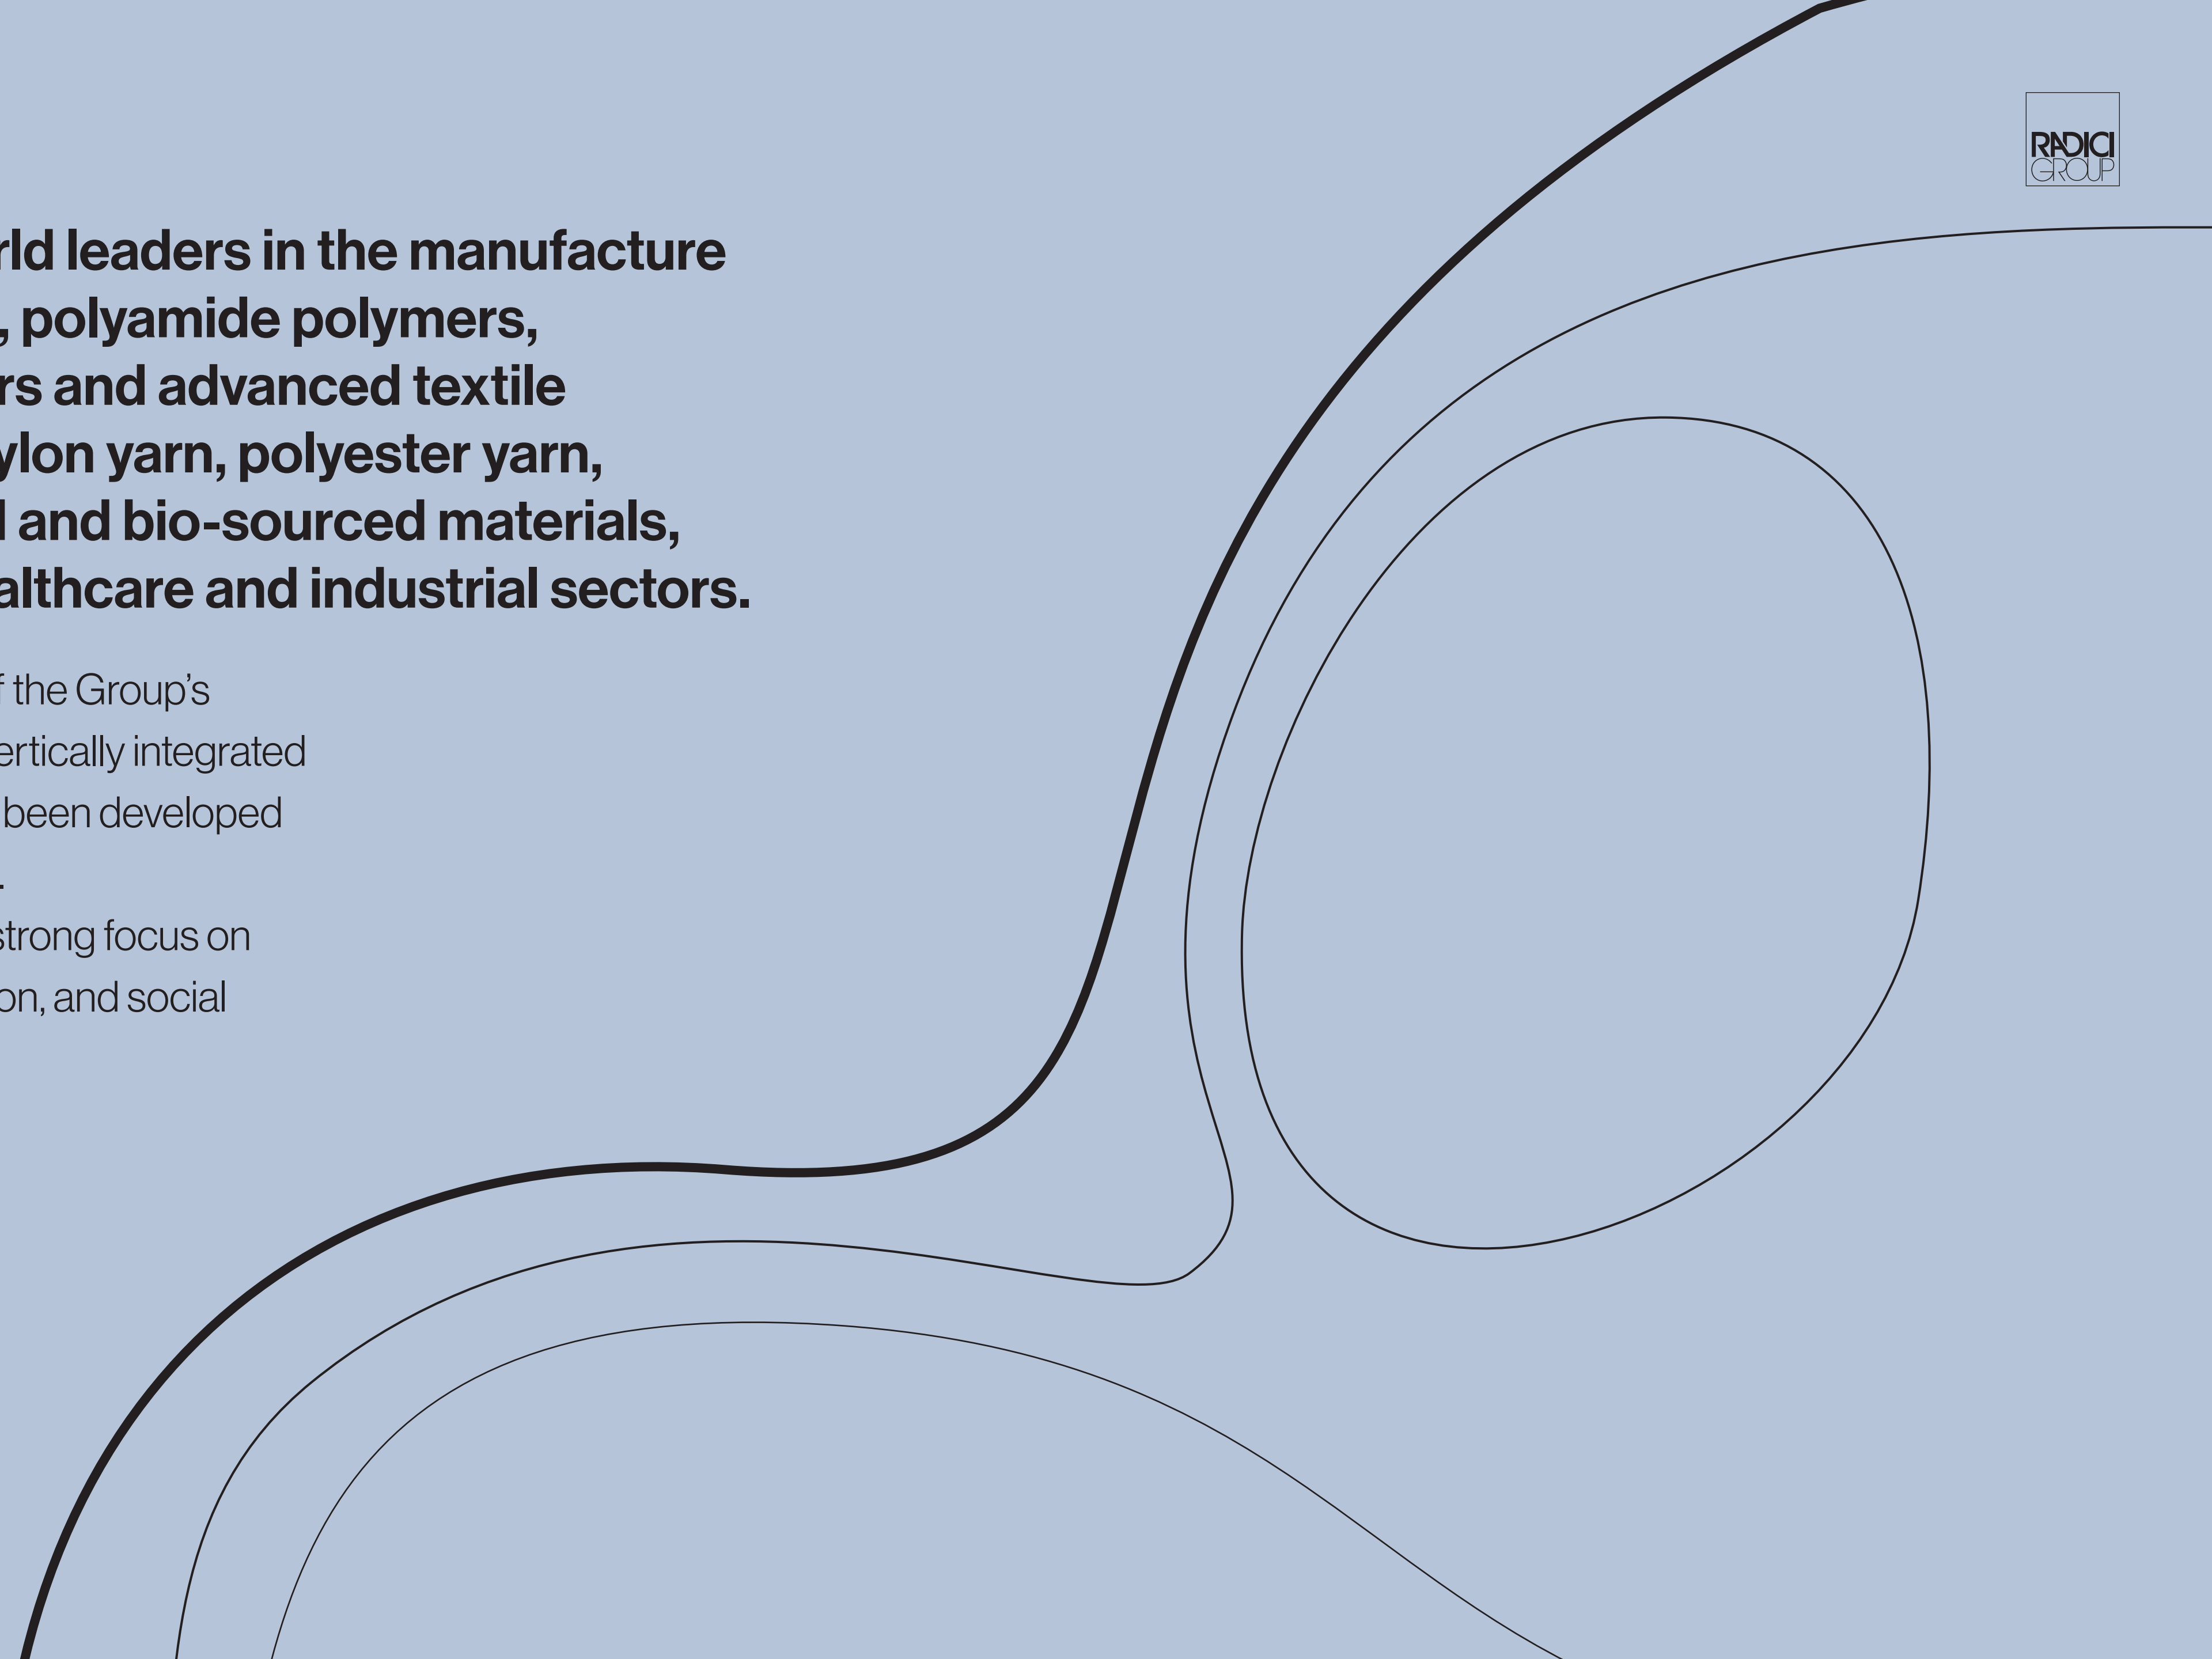 RADICI
GROUP
rld leaders in the manufacture
, polyamide polymers,
rs and advanced textile
ylon yarn, polyester yarn,
and bio-sourced materials,
althcare and industrial sectors.
f the Group’s
ertically integrated
been developed
.
strong focus on
on, and social